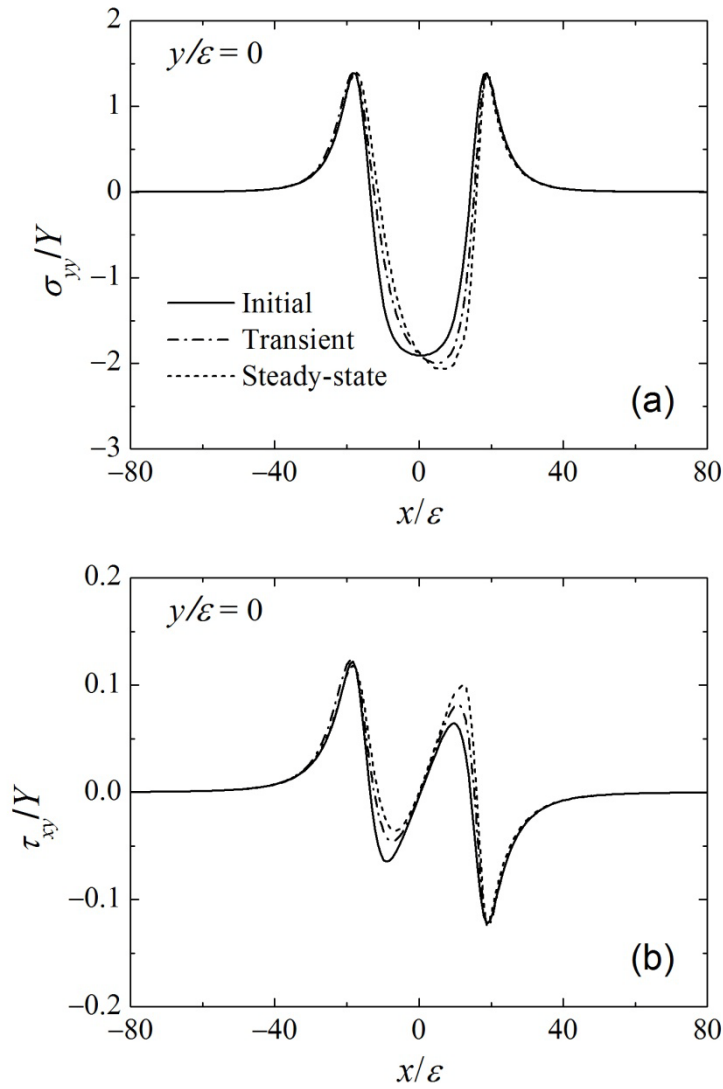 2
y/ε = 0
1
0
σyy/Y
−1
Initial
Transient
−2
Steady-state
(a)
−3
−80 −40 0 40 80
x/ε
0.2
y/ε = 0
0.1
τxy/Y
0.0
−0.1
(b)
−0.2
−80 −40 0 40 80
x/ε